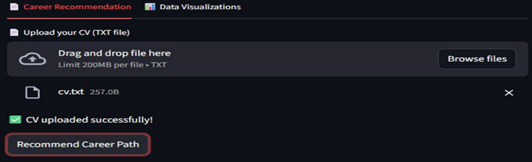 Career Recommendation Data Visualizations
Upload your CV (TXT file)
Drag and drop file here
Limit 200MB per file • TXT
Browse files
cv.txt 257.0B
CV uploaded successfully!
Recommend Career Path